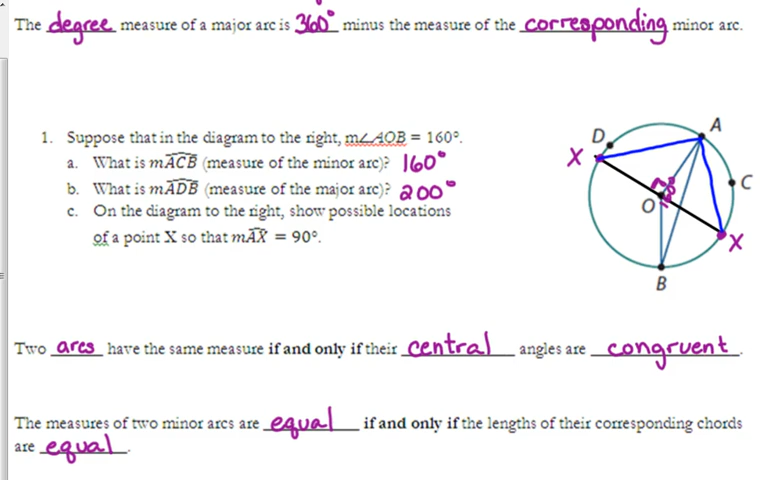 The degree measure of a major arc is 360° minus the measure of the corresponding minor arc.
1. Suppose that in the diagram to the right, m∠AOB = 160°.
a. What is mACB (measure of the minor arc)? 160°
b. What is mADB (measure of the major arc)? 200°
c. On the diagram to the right, show possible locations
of a point X so that mAX = 90°.
A
D
X
C
O
X
B
Two arcs have the same measure if and only if their central angles are congruent.
The measures of two minor arcs are equal if and only if the lengths of their corresponding chords
are equal.